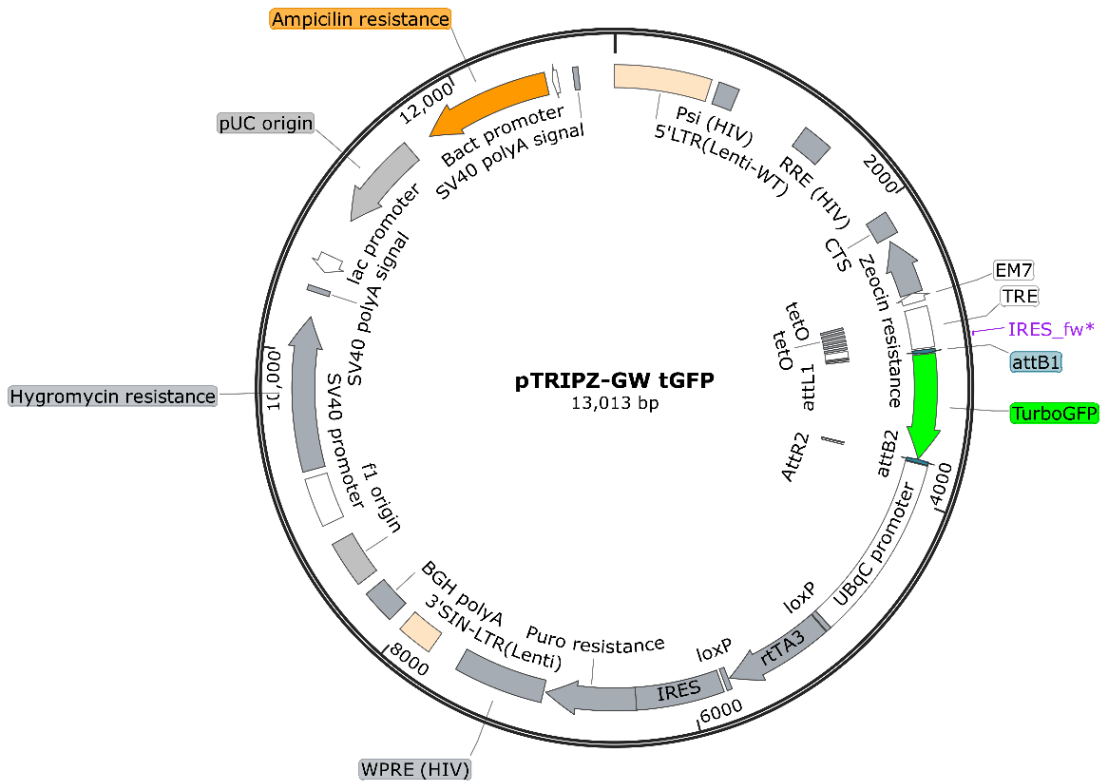 Ampicilin resistance
12,000
Bact promoter
SV40 polyA signal
pUC origin
lac promoter
SV40 polyA signal
Psi (HIV)
5'LTR(Lenti-WT)
RRE (HIV)
2000
CTS
Zeocin resistance
EM7
TRE
IRES_fw*
attB1
TurboGFP
tetO
tetO
attL1
AttR2
attB2
pTRIPZ-GW tGFP
13,013 bp
Hygromycin resistance
10,000
SV40 promoter
f1 origin
4000
UBqC promoter
loxP
rtTA3
loxP
IRES
6000
Puro resistance
BGH polyA
3'SIN-LTR(Lenti)
8000
WPRE (HIV)